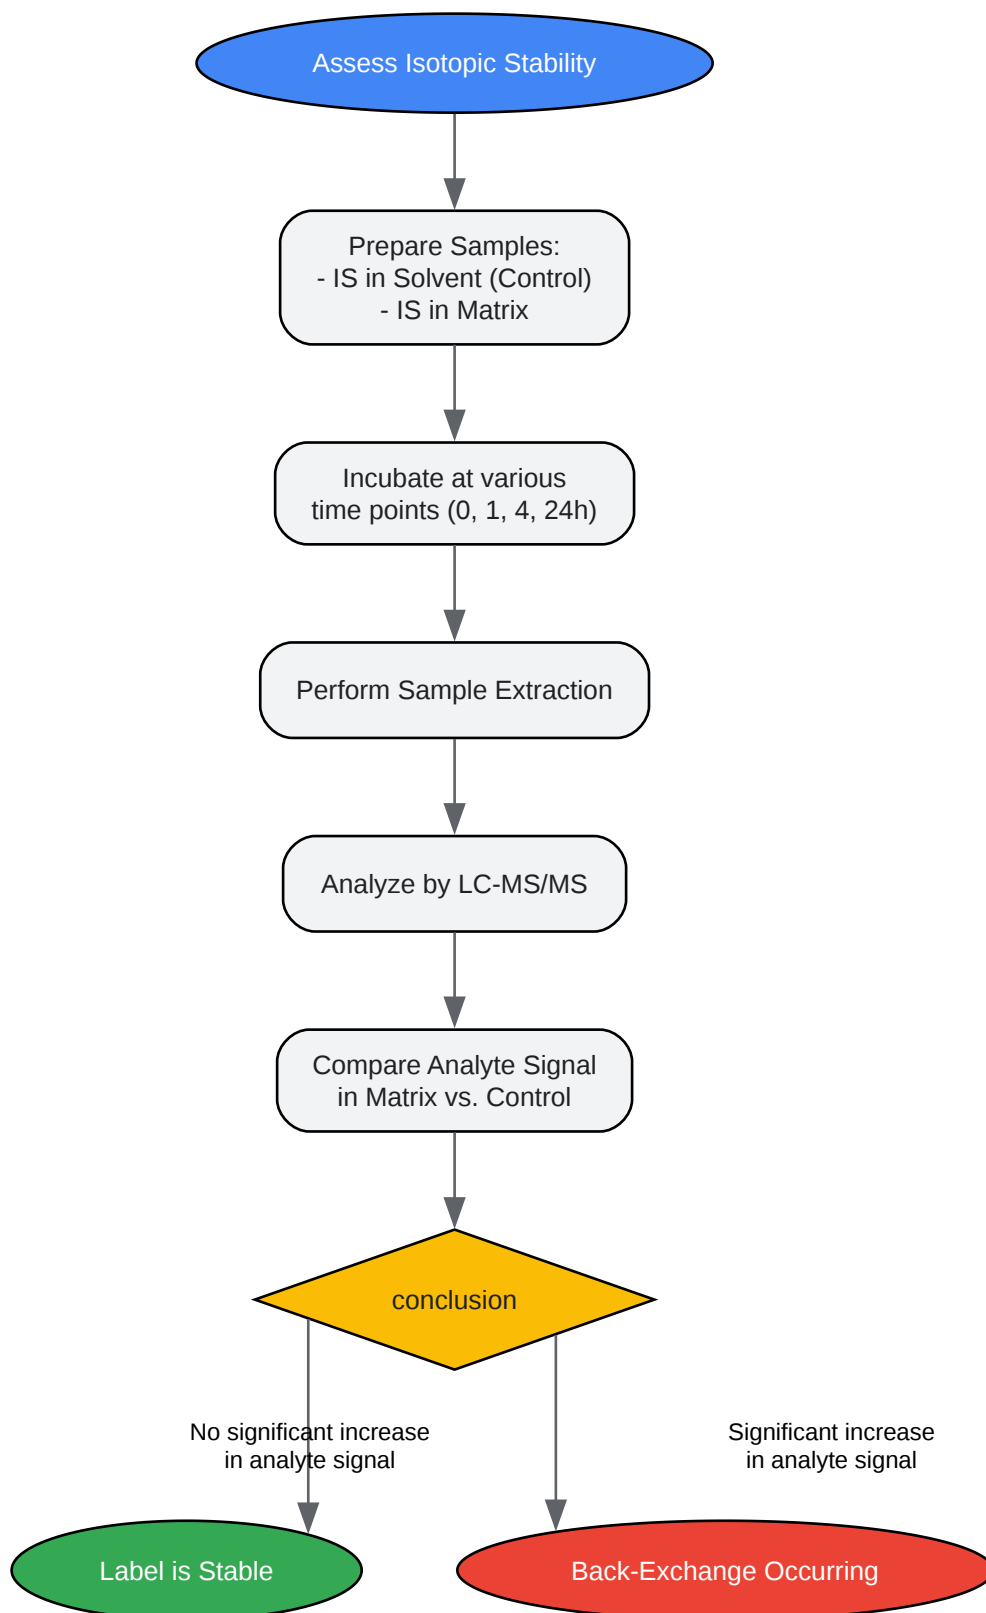 Assess Isotopic Stability
Prepare Samples:
- IS in Solvent (Control)
- IS in Matrix
Incubate at various
time points (0, 1, 4, 24h)
Perform Sample Extraction
Analyze by LC-MS/MS
Compare Analyte Signal
in Matrix vs. Control
conclusion
No significant increase
in analyte signal
Significant increase
in analyte signal
Label is Stable
Back-Exchange Occurring